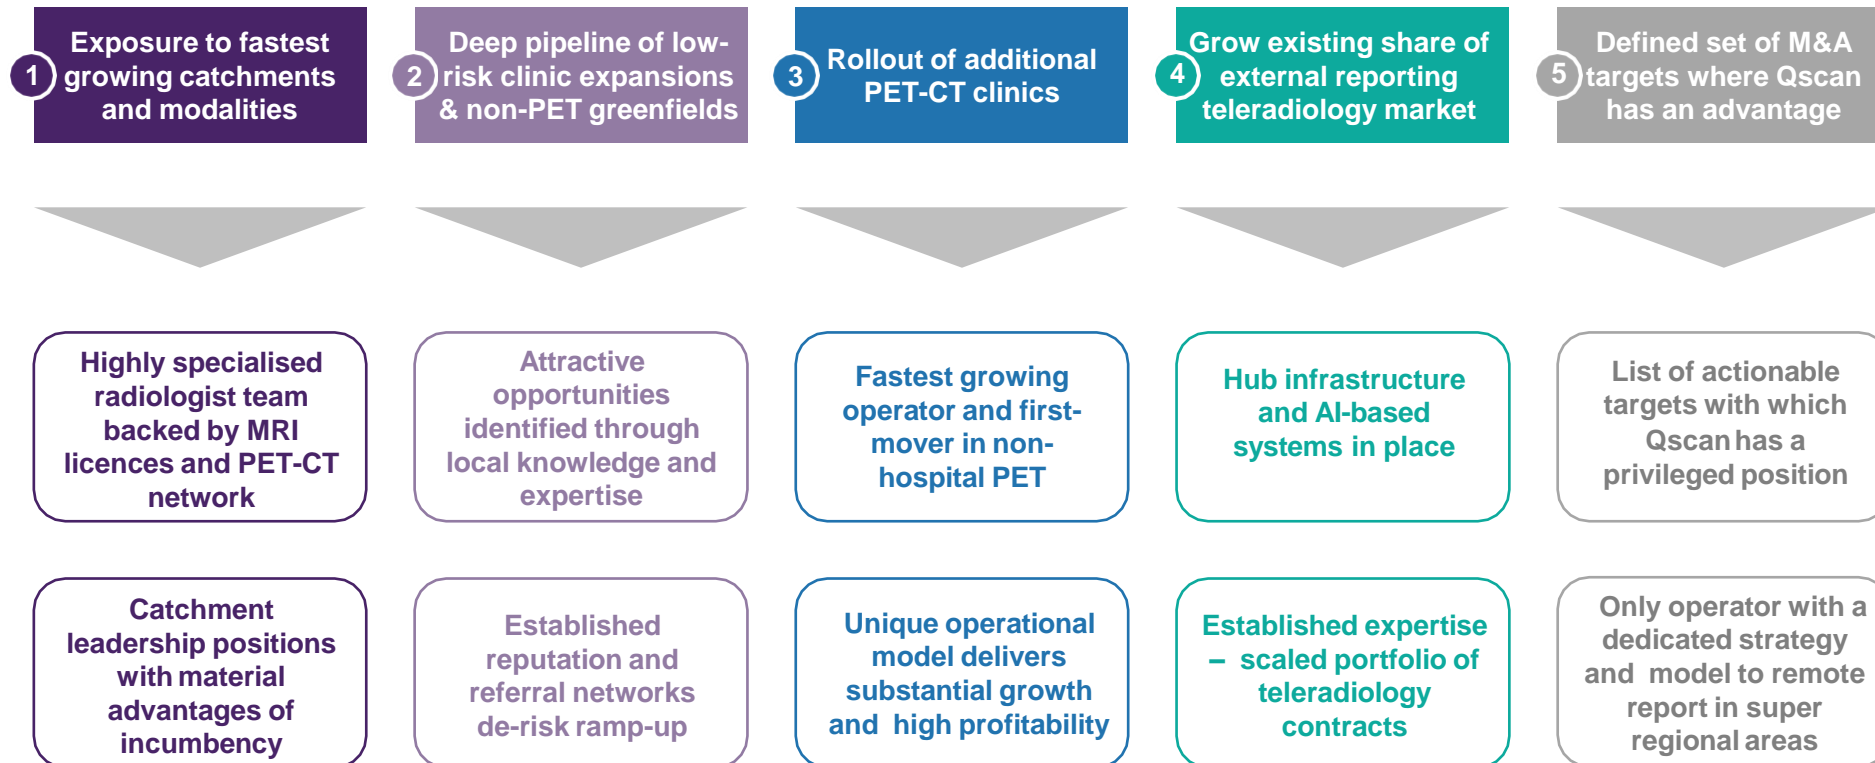 1
Exposure to fastest
growing catchments
and modalities
2
Deep pipeline of low-
risk clinic expansions
& non-PET greenfields
3
Rollout of additional
PET-CT clinics
4
Grow existing share of
external reporting
teleradiology market
5
Defined set of M&A
targets where Qscan
has an advantage
Highly specialised
radiologist team
backed by MRI
licences and PET-CT
network
Attractive
opportunities
identified through
local knowledge and
expertise
Fastest growing
operator and first-
mover in non-
hospital PET
Hub infrastructure
and AI-based
systems in place
List of actionable
targets with which
Qscan has a
privileged position
Catchment
leadership positions
with material
advantages of
incumbency
Established
reputation and
referral networks
de-risk ramp-up
Unique operational
model delivers
substantial growth
and high profitability
Established expertise
– scaled portfolio of
teleradiology
contracts
Only operator with a
dedicated strategy
and model to remote
report in super
regional areas